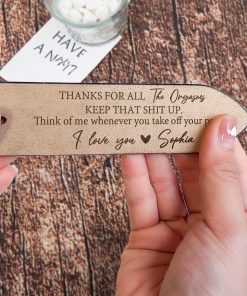 HAVE
A NICE
THANKS FOR ALL The Orgasms
KEEP THAT SHIT UP.
Think of me whenever you take off your
I love you ♥ Sophia